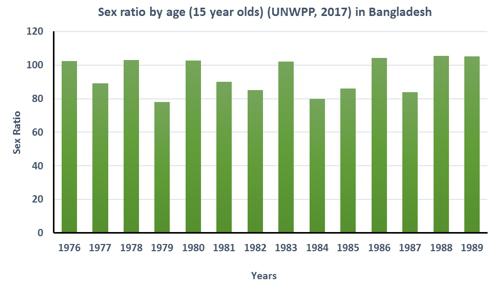 Sex ratio by age (15 year olds) (UNWPP, 2017) in Bangladesh
120
100
80
60
40
20
0
Sex Ratio
1976 1977 1978 1979 1980 1981 1982 1983 1984 1985 1986 1987 1988 1989
Years